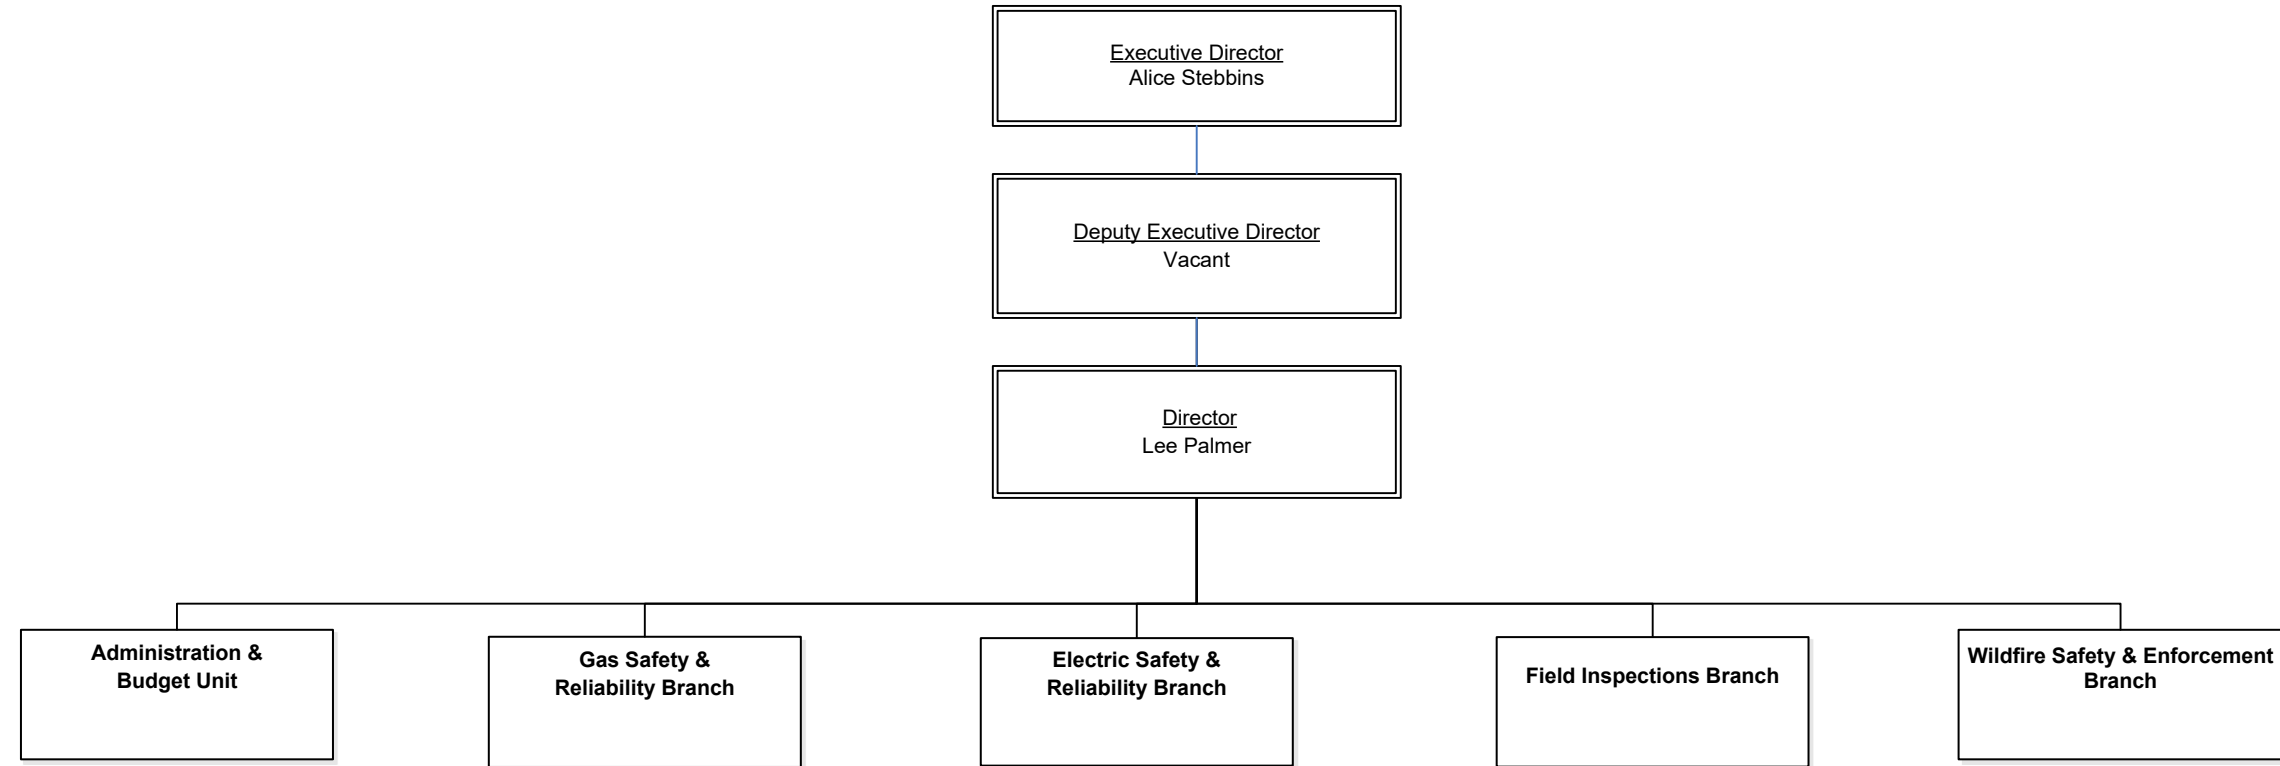 Executive Director
Alice Stebbins
Deputy Executive Director
Vacant
Director
Lee Palmer
Administration &
Budget Unit
Gas Safety &
Reliability Branch
Electric Safety &
Reliability Branch
Field Inspections Branch
Wildfire Safety & Enforcement
Branch